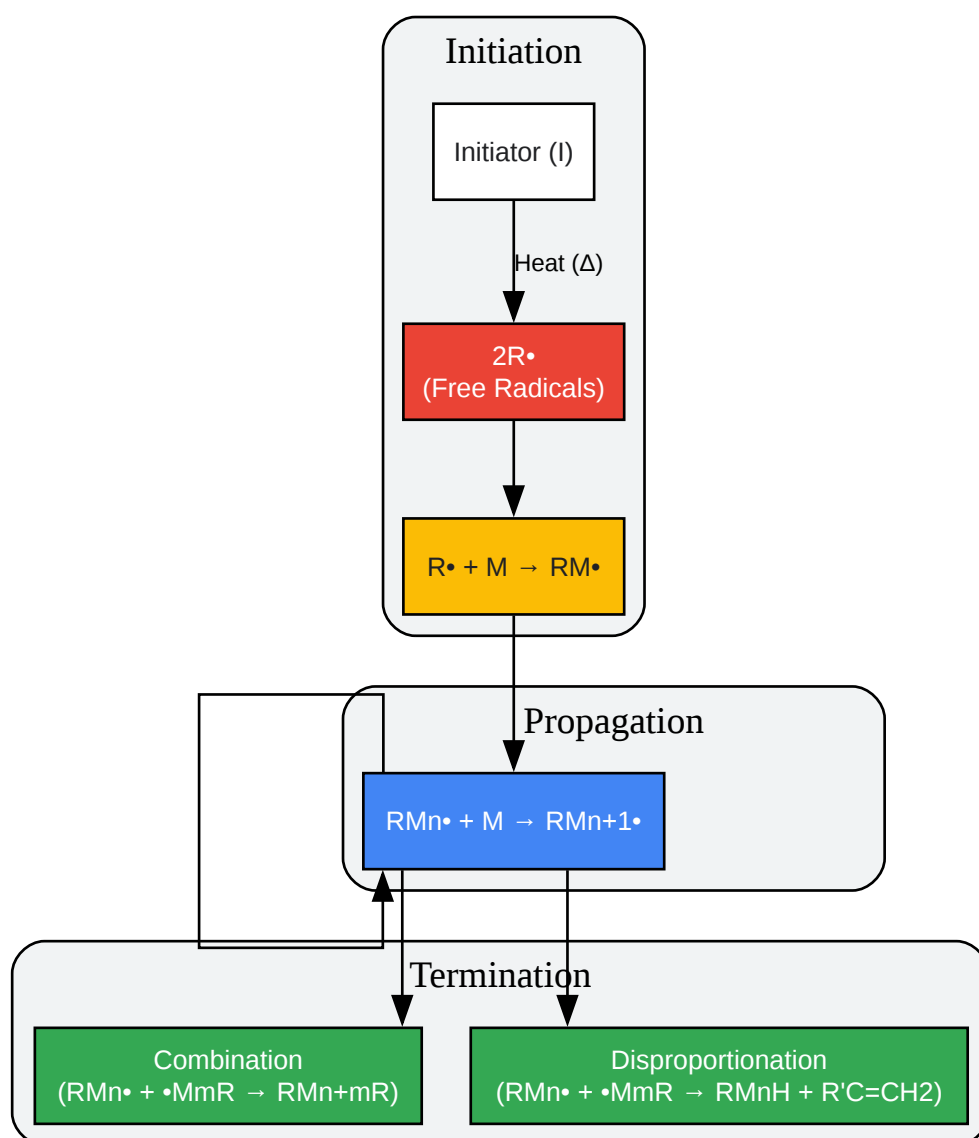 Initiation
Initiator (I)
Heat (Δ)
2R•
(Free Radicals)
R• + M → RM•
Propagation
RMn• + M → RMn+1•
Termination
Combination
(RMn• + •MmR → RMn+mR)
Disproportionation
(RMn• + •MmR → RMnH + R'C=CH2)